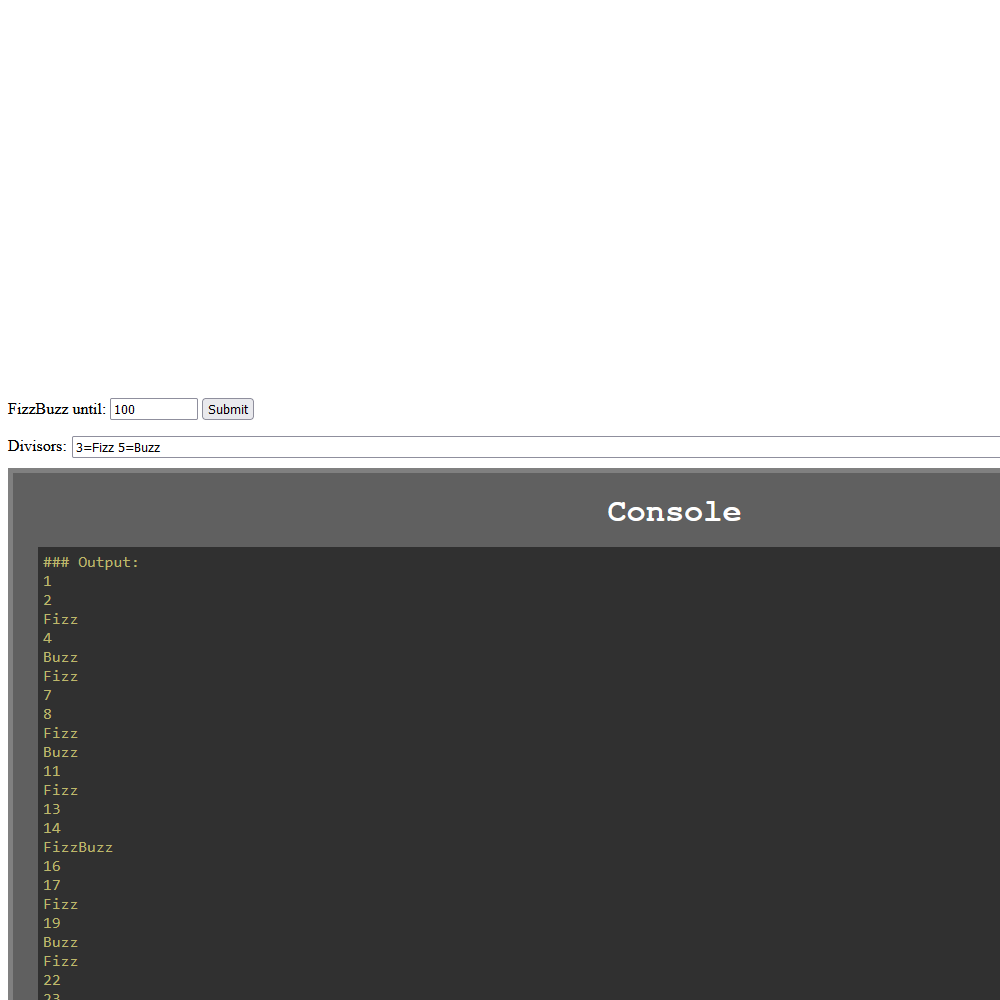 FizzBuzz until: 100 Submit
Divisors: 3=Fizz 5=Buzz
Console
### Output:
1
2
Fizz
4
Buzz
Fizz
7
8
Fizz
Buzz
11
Fizz
13
14
FizzBuzz
16
17
Fizz
19
Buzz
Fizz
22
23